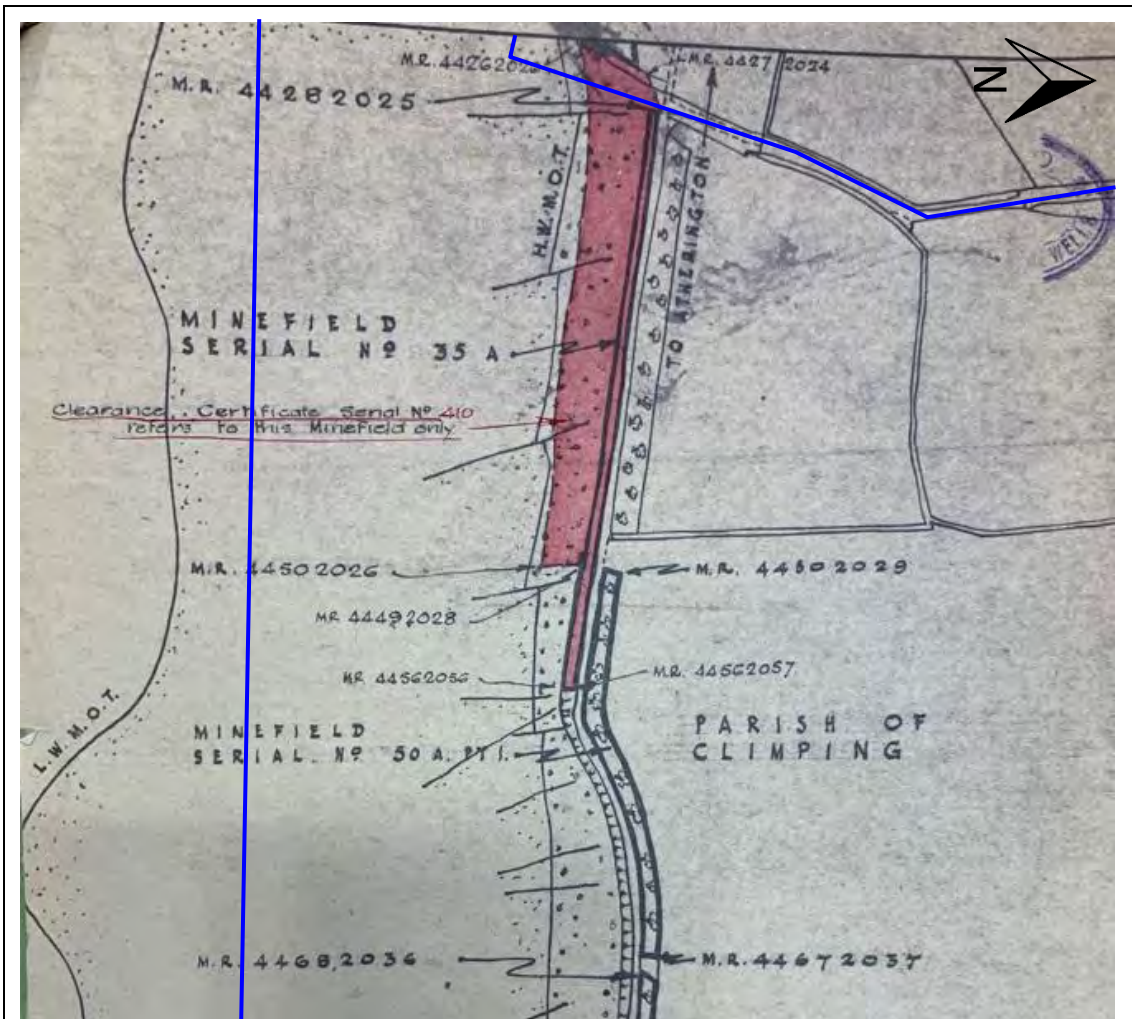 M.R. 4426202
M.R. 4427 2024
N
M.R. 44282025
H.W.M.O.T.
TO ATHERINGTON
MINEFIELD
SERIAL Nº 35 A
Clearance Certificate Serial Nº 410
refers to this Minefield only
M.R. 44502026
M.R. 44502029
MR 44492028
MR 44562056
M.R. 44562057
L.W.M.O.T.
MINEFIELD
SERIAL Nº 50 A. PT I.
PARISH OF
CLIMPING
M.R. 4468,2036
M.R. 44672037